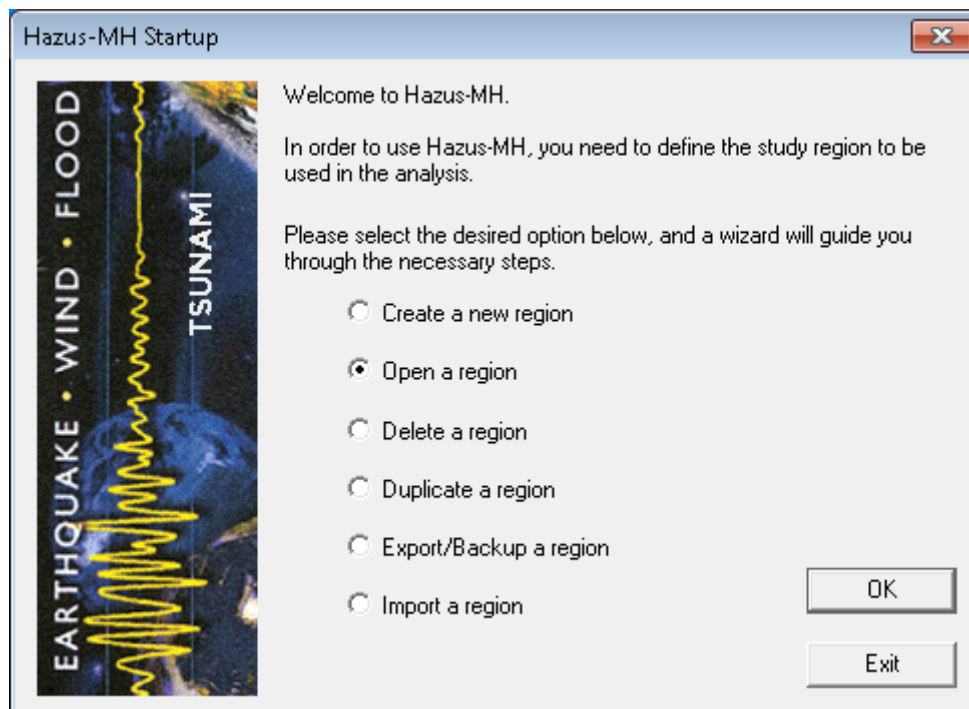 Hazus-MH Startup
EARTHQUAKE • WIND • FLOOD
TSUNAMI
Welcome to Hazus-MH.
In order to use Hazus-MH, you need to define the study region to be
used in the analysis.
Please select the desired option below, and a wizard will guide you
through the necessary steps.
Create a new region
Open a region
Delete a region
Duplicate a region
Export/Backup a region
Import a region
OK
Exit